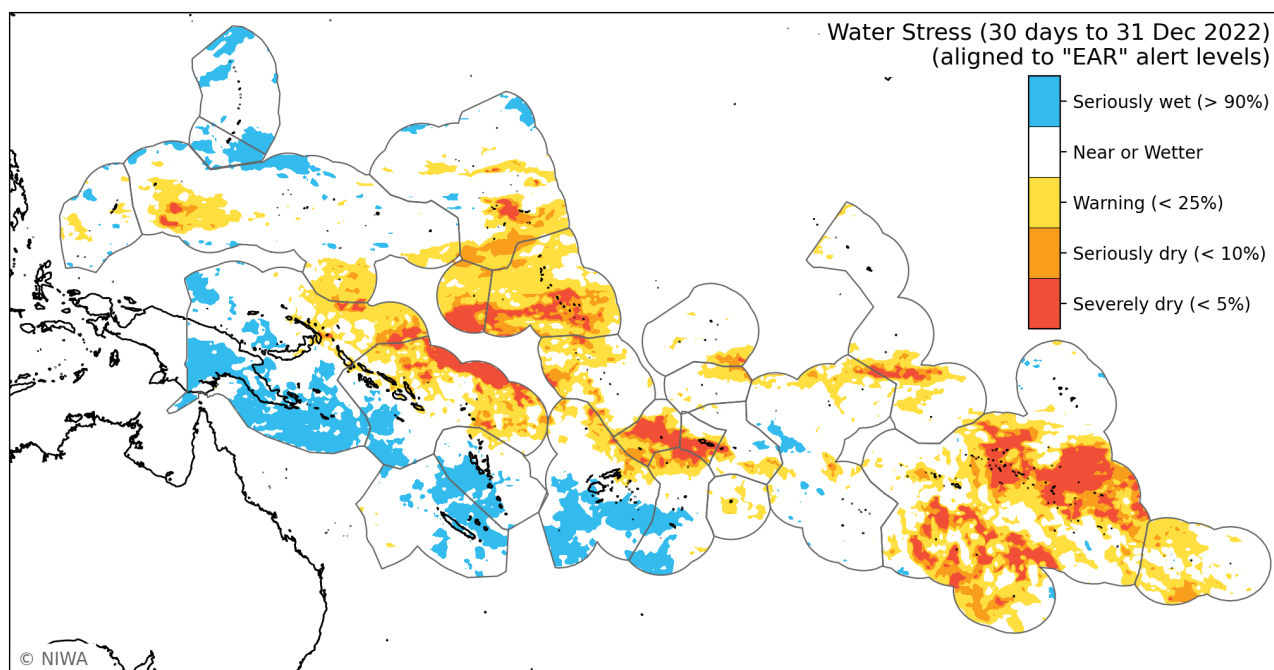 Water Stress (30 days to 31 Dec 2022)
(aligned to "EAR" alert levels)
Seriously wet (> 90%)
Near or Wetter
Warning (< 25%)
Seriously dry (< 10%)
Severely dry (< 5%)
© NIWA